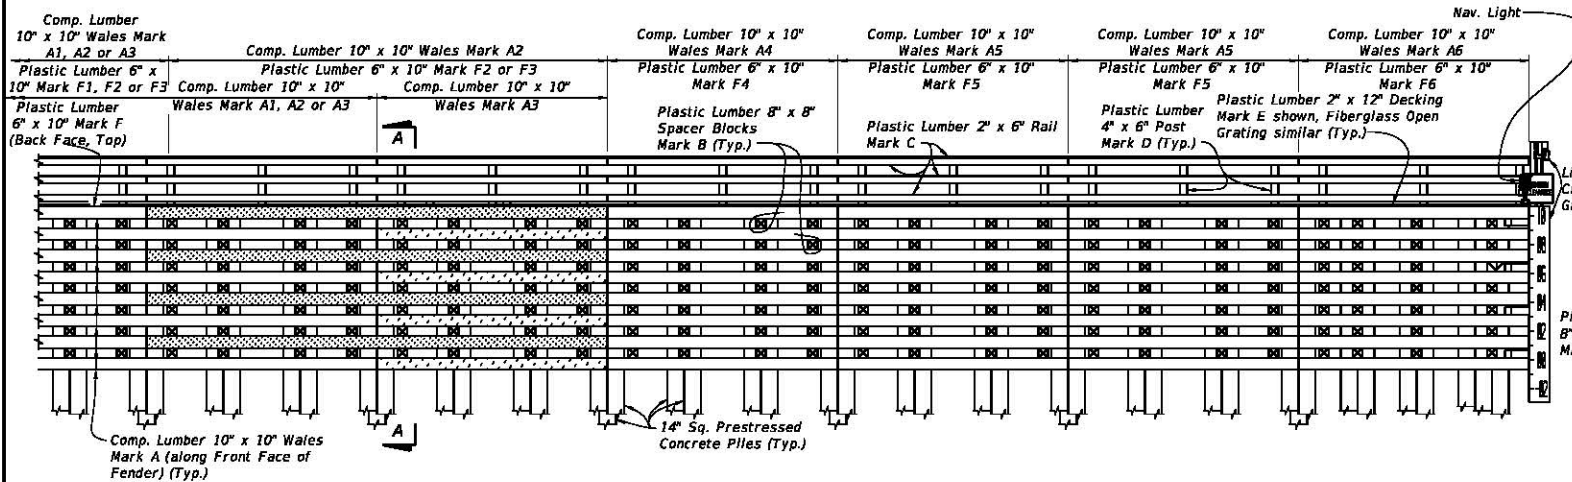 Comp. Lumber
10" x 10" Wales Mark
A1, A2 or A3
Plastic Lumber 6" x
10" Mark F1, F2 or F3
Plastic Lumber
6" x 10" Mark F
(Back Face, Top)
Comp. Lumber 10" x 10" Wales Mark A2
Plastic Lumber 6" x 10" Mark F2 or F3
Comp. Lumber 10" x 10"
Wales Mark A1, A2 or A3
Comp. Lumber 10" x 10"
Wales Mark A3
A
Comp. Lumber 10" x 10"
Wales Mark A4
Plastic Lumber 6" x 10"
Mark F4
Plastic Lumber 8" x 8"
Spacer Blocks
Mark B (Typ.)
Comp. Lumber 10" x 10"
Wales Mark A5
Plastic Lumber 6" x 10"
Mark F5
Plastic Lumber 2" x 6" Rail
Mark C
Comp. Lumber 10" x 10"
Wales Mark A5
Plastic Lumber 6" x 10"
Mark F5
Plastic Lumber
4" x 6" Post
Mark D (Typ.)
Nav. Light
Comp. Lumber 10" x 10"
Wales Mark A6
Plastic Lumber 6" x 10"
Mark F6
Plastic Lumber 2" x 12" Decking
Mark E shown, Fiberglass Open
Grating similar (Typ.)
A
Comp. Lumber 10" x 10" Wales
Mark A (along Front Face of
Fender) (Typ.)
14" Sq. Prestressed
Concrete Piles (Typ.)